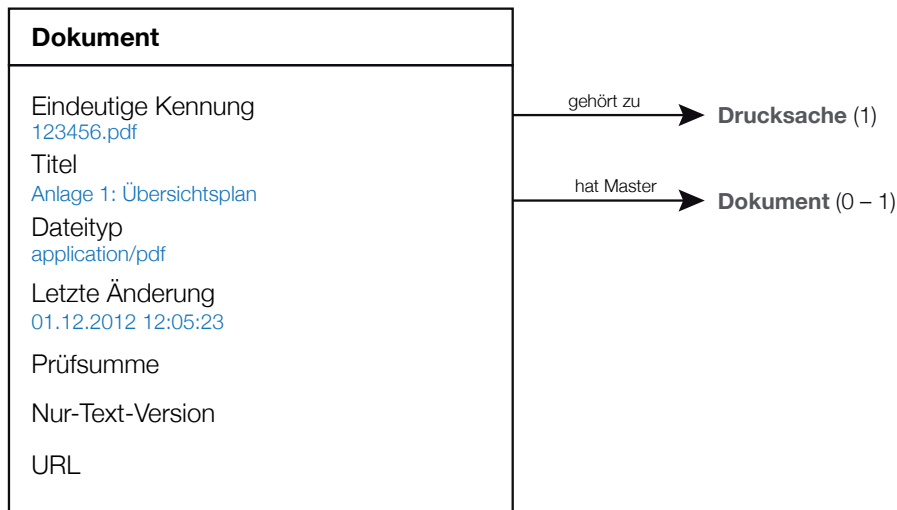 Dokument
Eindeutige Kennung
123456.pdf
Titel
Anlage 1: Übersichtsplan
Dateityp
application/pdf
Letzte Änderung
01.12.2012 12:05:23
Prüfsumme
Nur-Text-Version
URL
gehört zu
Drucksache (1)
hat Master
Dokument (0 – 1)